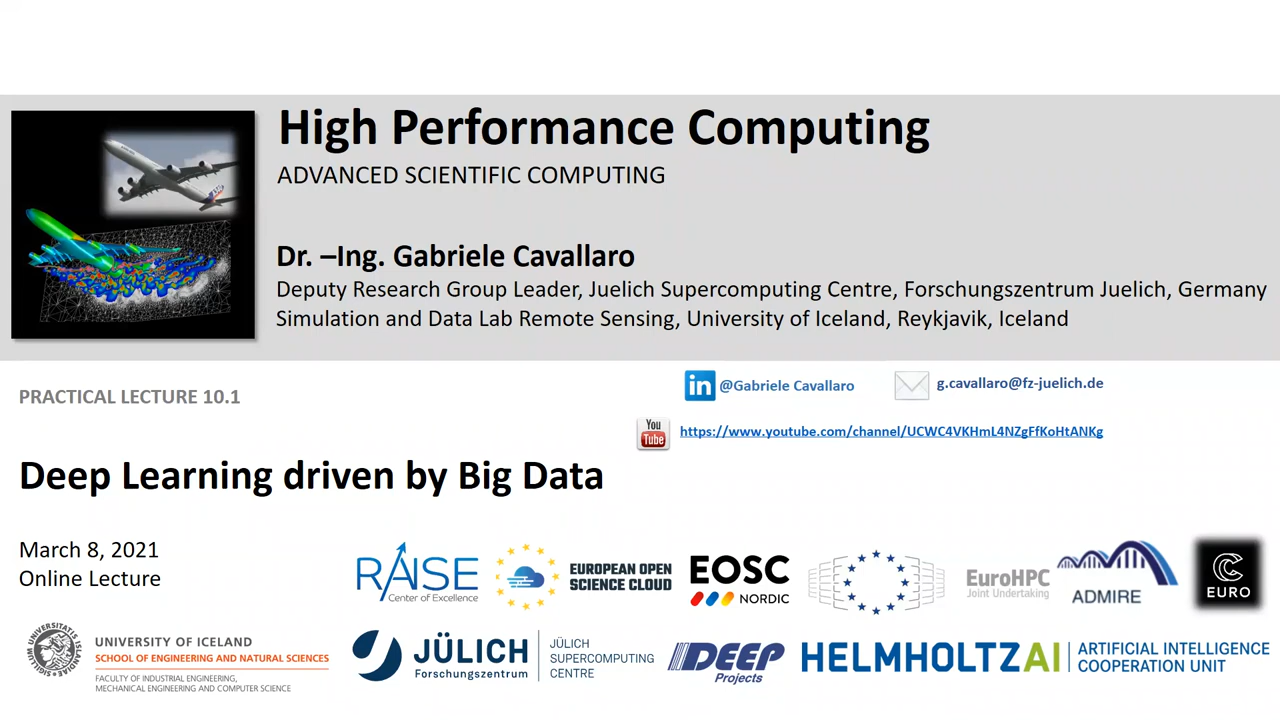 High Performance Computing
ADVANCED SCIENTIFIC COMPUTING
Dr. –Ing. Gabriele Cavallaro
Deputy Research Group Leader, Juelich Supercomputing Centre, Forschungszentrum Juelich, Germany
Simulation and Data Lab Remote Sensing, University of Iceland, Reykjavik, Iceland
PRACTICAL LECTURE 10.1
in @Gabriele Cavallaro
g.cavallaro@fz-juelich.de
You
Tube
https://www.youtube.com/channel/UCWC4VKHmL4NZgFfKoHtANKg
Deep Learning driven by Big Data
March 8, 2021
Online Lecture
RAISE
Center of Excellence
EUROPEAN OPEN
SCIENCE CLOUD
EOSC
NORDIC
EuroHPC
Joint Undertaking
ADMIRE
EURO
UNIVERSITY OF ICELAND
SCHOOL OF ENGINEERING AND NATURAL SCIENCES
FACULTY OF INDUSTRIAL ENGINEERING,
MECHANICAL ENGINEERING AND COMPUTER SCIENCE
JÜLICH
Forschungszentrum
JÜLICH
SUPERCOMPUTING
CENTRE
DEEP
Projects
HELMHOLTZAI
ARTIFICIAL INTELLIGENCE
COOPERATION UNIT